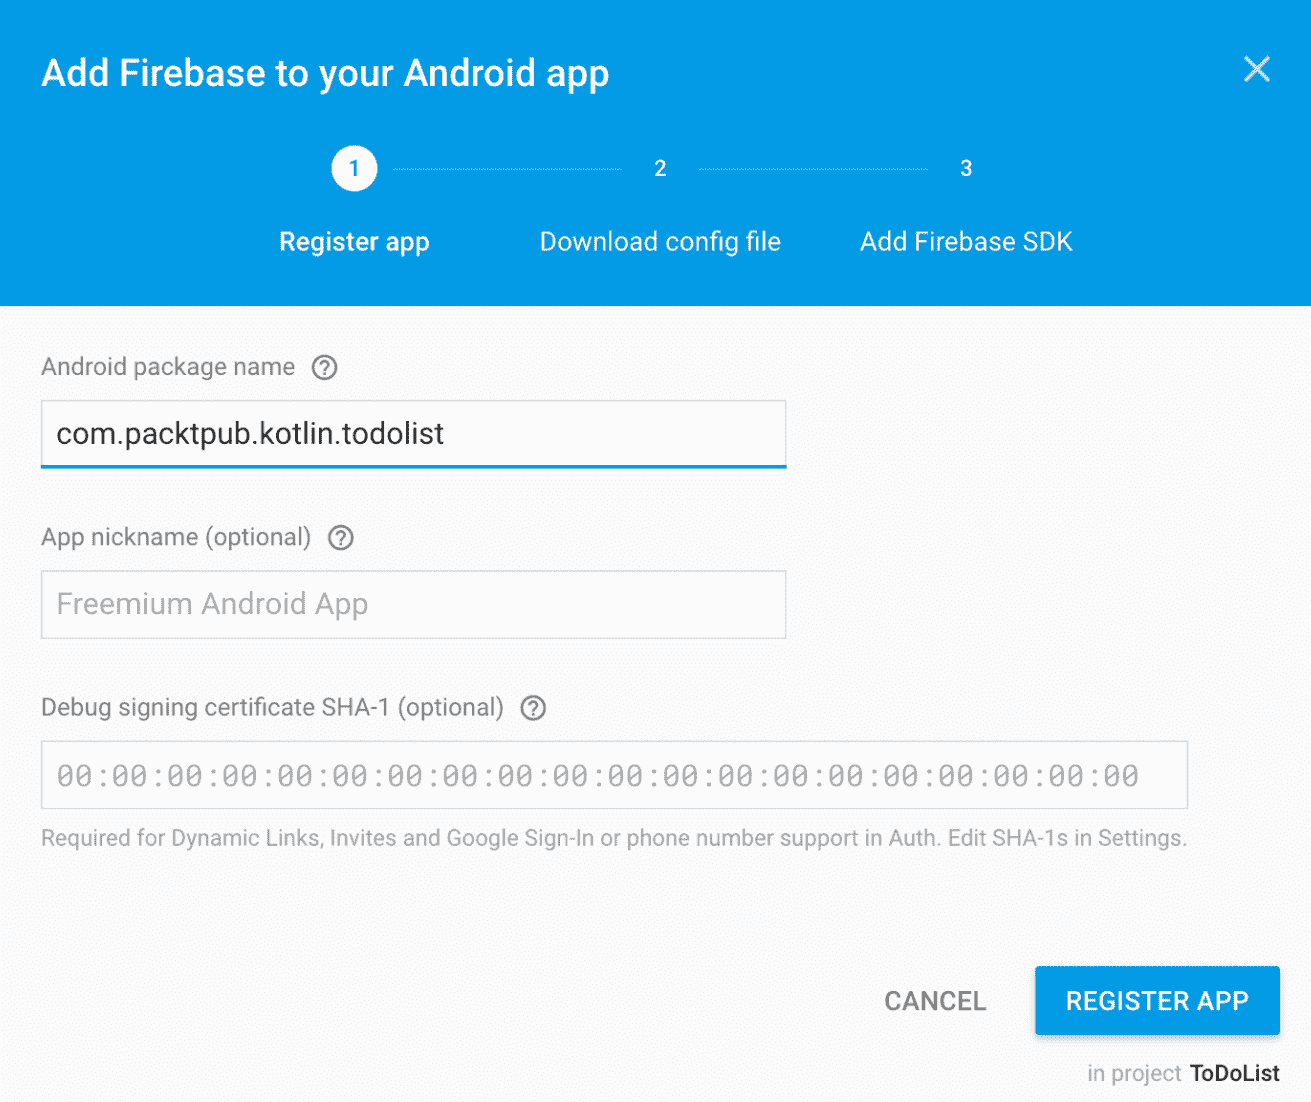 Add Firebase to your Android app
1 2 3
Register app Download config file Add Firebase SDK
Android package name ?
com.packtpub.kotlin.todolist
App nickname (optional) ?
Freemium Android App
Debug signing certificate SHA-1 (optional) ?
00:00:00:00:00:00:00:00:00:00:00:00:00:00:00:00:00:00:00:00
Required for Dynamic Links, Invites and Google Sign-In or phone number support in Auth. Edit SHA-1s in Settings.
CANCEL REGISTER APP
in project ToDoList